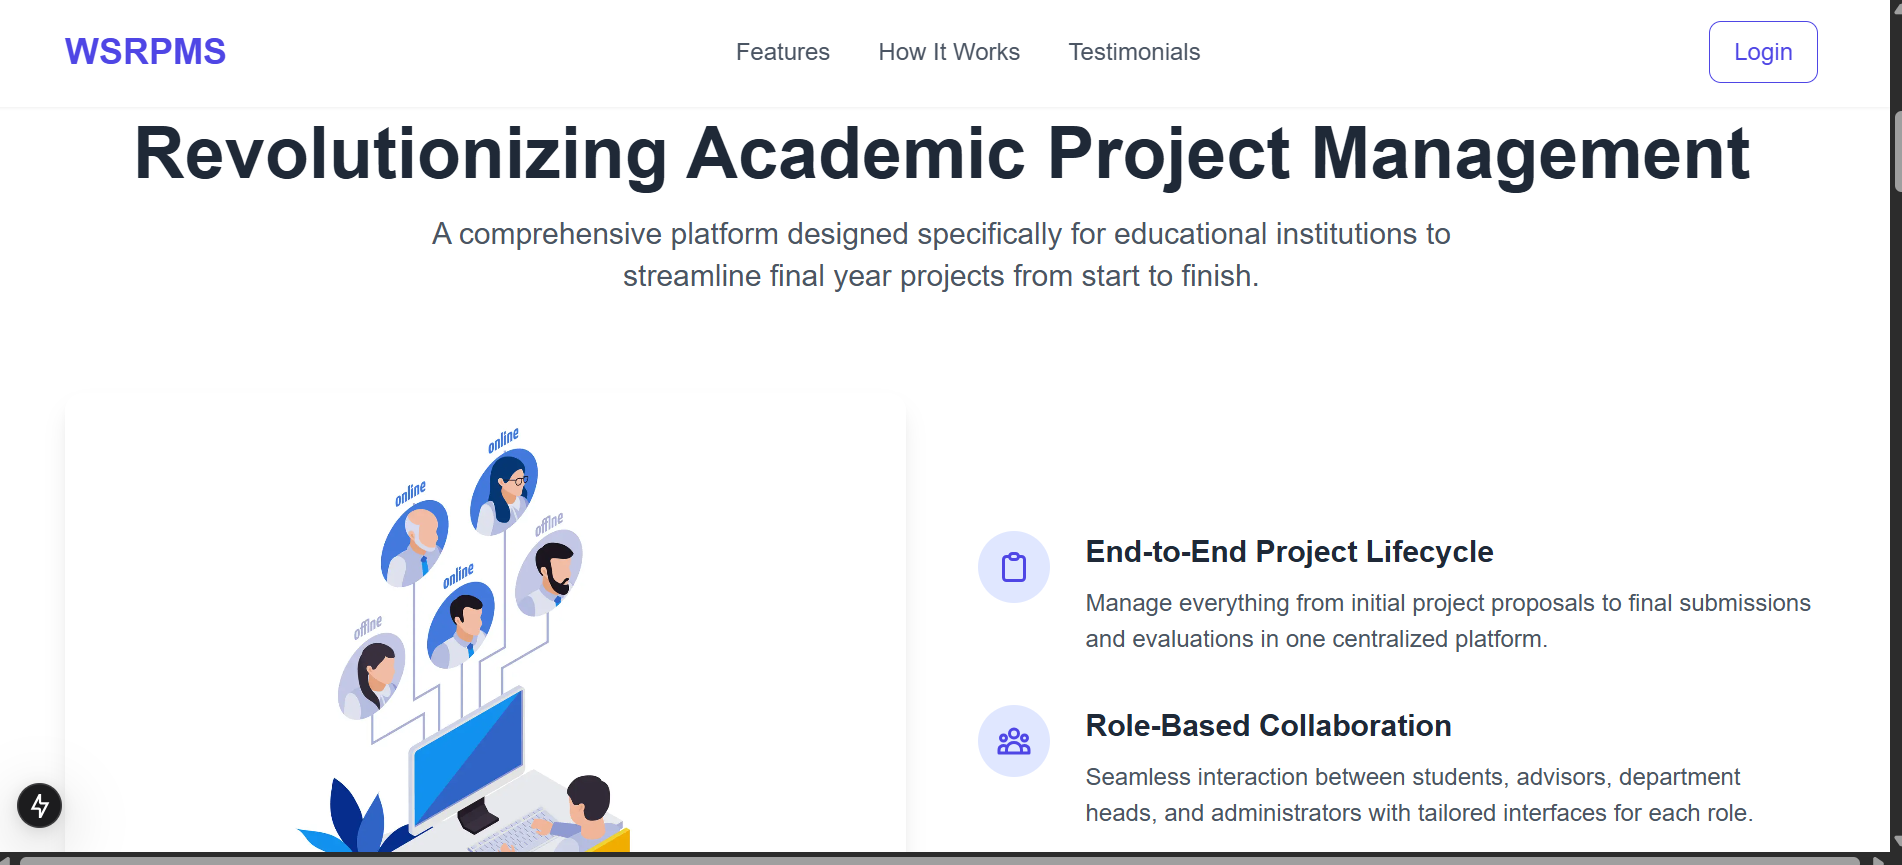 WSRPMS
Features
How It Works
Testimonials
Login
Revolutionizing Academic Project Management
A comprehensive platform designed specifically for educational institutions to
streamline final year projects from start to finish.
online
online
offline
online
offline
End-to-End Project Lifecycle
Manage everything from initial project proposals to final submissions
and evaluations in one centralized platform.
Role-Based Collaboration
Seamless interaction between students, advisors, department
heads, and administrators with tailored interfaces for each role.